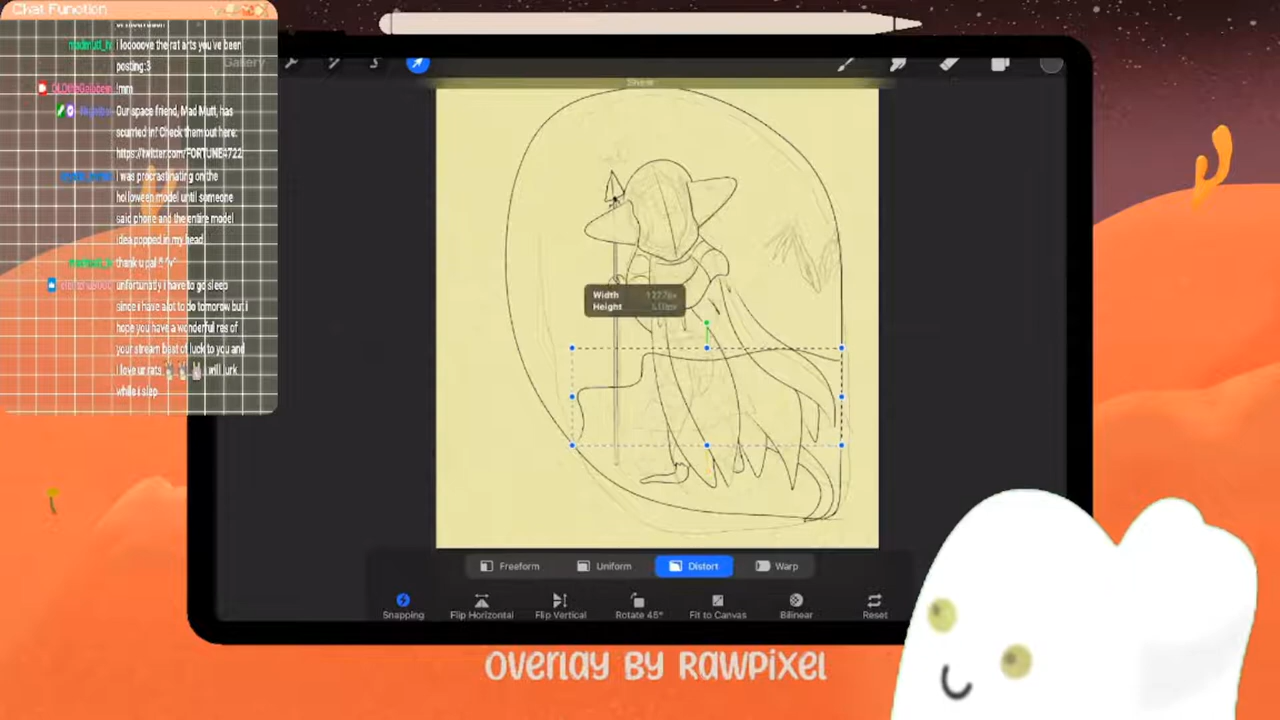 Chat Function
i looooove the rat arts you've been
posting:3
!mm
Our space friend, Mad Mutt, has
scurried in! Check them out here:
https://twitter.com/FORTUNE4722
I was procrastinating on the
holloween model until someone
said phone and the entire model
idea popped in my head
thank u pal !! ^v^
unfortunatly i have to go sleep
since i have alot to do tomorow but i
hope you have a wonderful res of
your stream best of luck to you and
i love ur rats will lurk
while i slep
Gallery
Width
Height
Freeform
Uniform
Distort
Warp
Snapping
Flip Horizontal
Flip Vertical
Rotate 45°
Fit to Canvas
Bilinear
Reset
OVERLAY BY RAWPIXEL